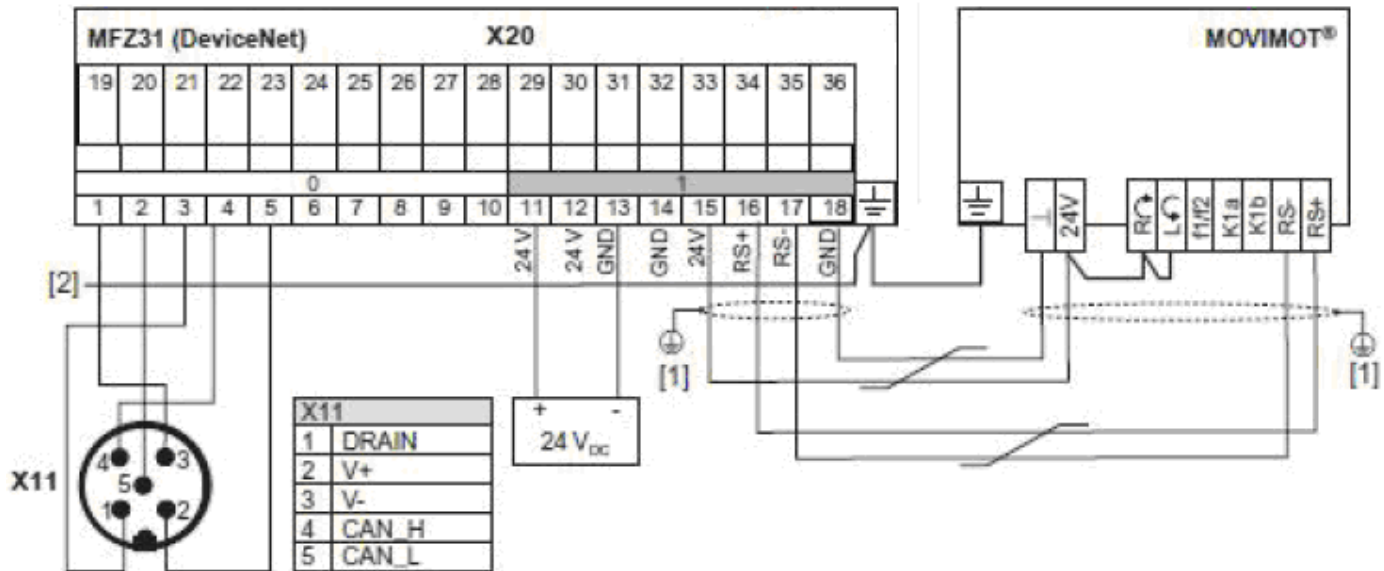 MFZ31 (DeviceNet) X20 MOVIMOT®
19 20 21 22 23 24 25 26 27 28 29 30 31 32 33 34 35 36
0 1
1 2 3 4 5 6 7 8 9 10 11 12 13 14 15 16 17 18
24 V 24 V GND GND 24V RS+ RS- GND
⊥ 24V R L f1/f2 K1a K1b RS- RS+
[2]
[1] [1]
X11
4 3
5
1 2
X11
1 DRAIN
2 V+
3 V-
4 CAN_H
5 CAN_L
+ -
24 VDC